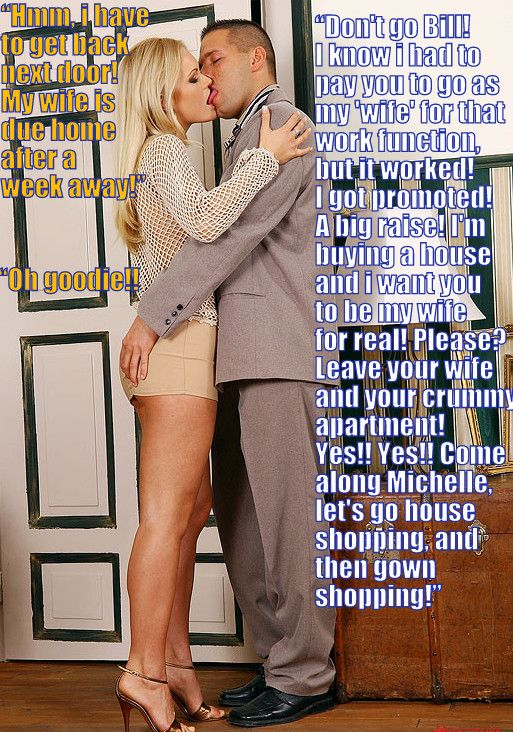 “Hmm, i have
to get back
next door!
My wife is
due home
after a
week away!”
“Oh goodie!!
“Don't go Bill!
I know i had to
pay you to go as
my 'wife' for that
work function,
but it worked!
I got promoted!
A big raise! I'm
buying a house
and i want you
to be my wife
for real! Please?
Leave your wife
and your crummy
apartment!
Yes!! Yes!! Come
along Michelle,
let's go house
shopping, and
then gown
shopping!”